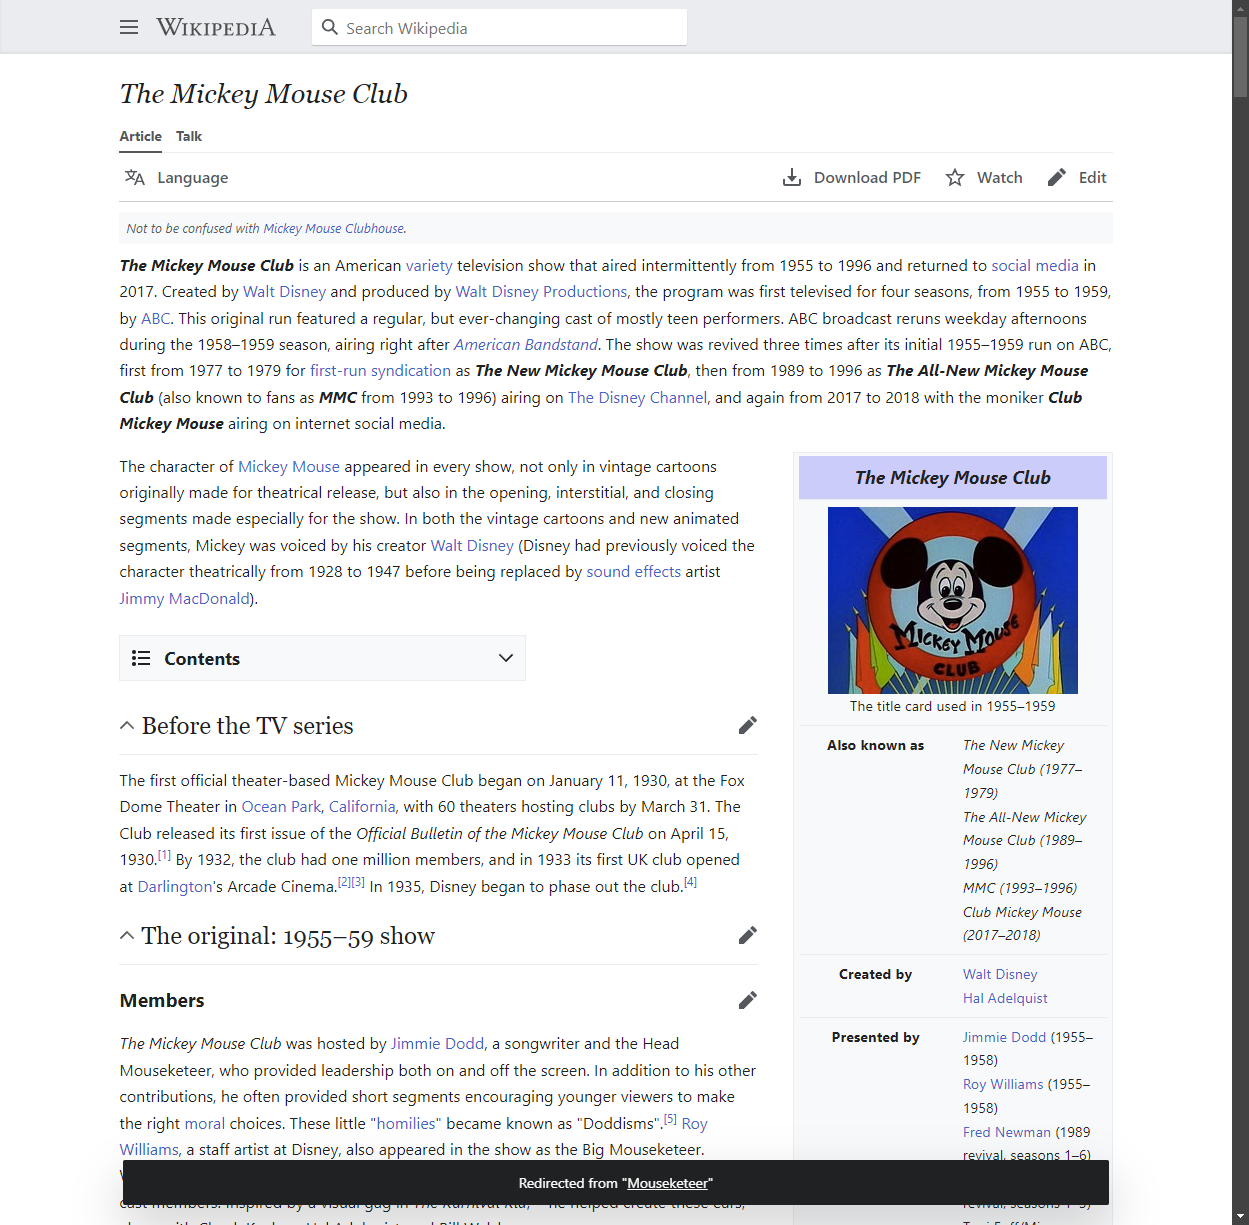 WIKIPEDIA
Search Wikipedia
The Mickey Mouse Club
Article Talk
Language
Download PDF Watch Edit
Not to be confused with Mickey Mouse Clubhouse.
The Mickey Mouse Club is an American variety television show that aired intermittently from 1955 to 1996 and returned to social media in
2017. Created by Walt Disney and produced by Walt Disney Productions, the program was first televised for four seasons, from 1955 to 1959,
by ABC. This original run featured a regular, but ever-changing cast of mostly teen performers. ABC broadcast reruns weekday afternoons
during the 1958–1959 season, airing right after American Bandstand. The show was revived three times after its initial 1955–1959 run on ABC,
first from 1977 to 1979 for first-run syndication as The New Mickey Mouse Club, then from 1989 to 1996 as The All-New Mickey Mouse
Club (also known to fans as MMC from 1993 to 1996) airing on The Disney Channel, and again from 2017 to 2018 with the moniker Club
Mickey Mouse airing on internet social media.
The character of Mickey Mouse appeared in every show, not only in vintage cartoons
originally made for theatrical release, but also in the opening, interstitial, and closing
segments made especially for the show. In both the vintage cartoons and new animated
segments, Mickey was voiced by his creator Walt Disney (Disney had previously voiced the
character theatrically from 1928 to 1947 before being replaced by sound effects artist
Jimmy MacDonald).
Contents
Before the TV series
The first official theater-based Mickey Mouse Club began on January 11, 1930, at the Fox
Dome Theater in Ocean Park, California, with 60 theaters hosting clubs by March 31. The
Club released its first issue of the Official Bulletin of the Mickey Mouse Club on April 15,
1930.[1] By 1932, the club had one million members, and in 1933 its first UK club opened
at Darlington's Arcade Cinema.[2][3] In 1935, Disney began to phase out the club.[4]
The original: 1955–59 show
Members
The Mickey Mouse Club was hosted by Jimmie Dodd, a songwriter and the Head
Mouseketeer, who provided leadership both on and off the screen. In addition to his other
contributions, he often provided short segments encouraging younger viewers to make
the right moral choices. These little "homilies" became known as "Doddisms".[5] Roy
Williams, a staff artist at Disney, also appeared in the show as the Big Mouseketeer.
The Mickey Mouse Club
MICKEY MOUSE
CLUB
The title card used in 1955–1959
Also known as
The New Mickey
Mouse Club (1977–
1979)
The All-New Mickey
Mouse Club (1989–
1996)
MMC (1993–1996)
Club Mickey Mouse
(2017–2018)
Created by
Walt Disney
Hal Adelquist
Presented by
Jimmie Dodd (1955–
1958)
Roy Williams (1955–
1958)
Fred Newman (1989
revival, seasons 1–6)
Redirected from "Mouseketeer"